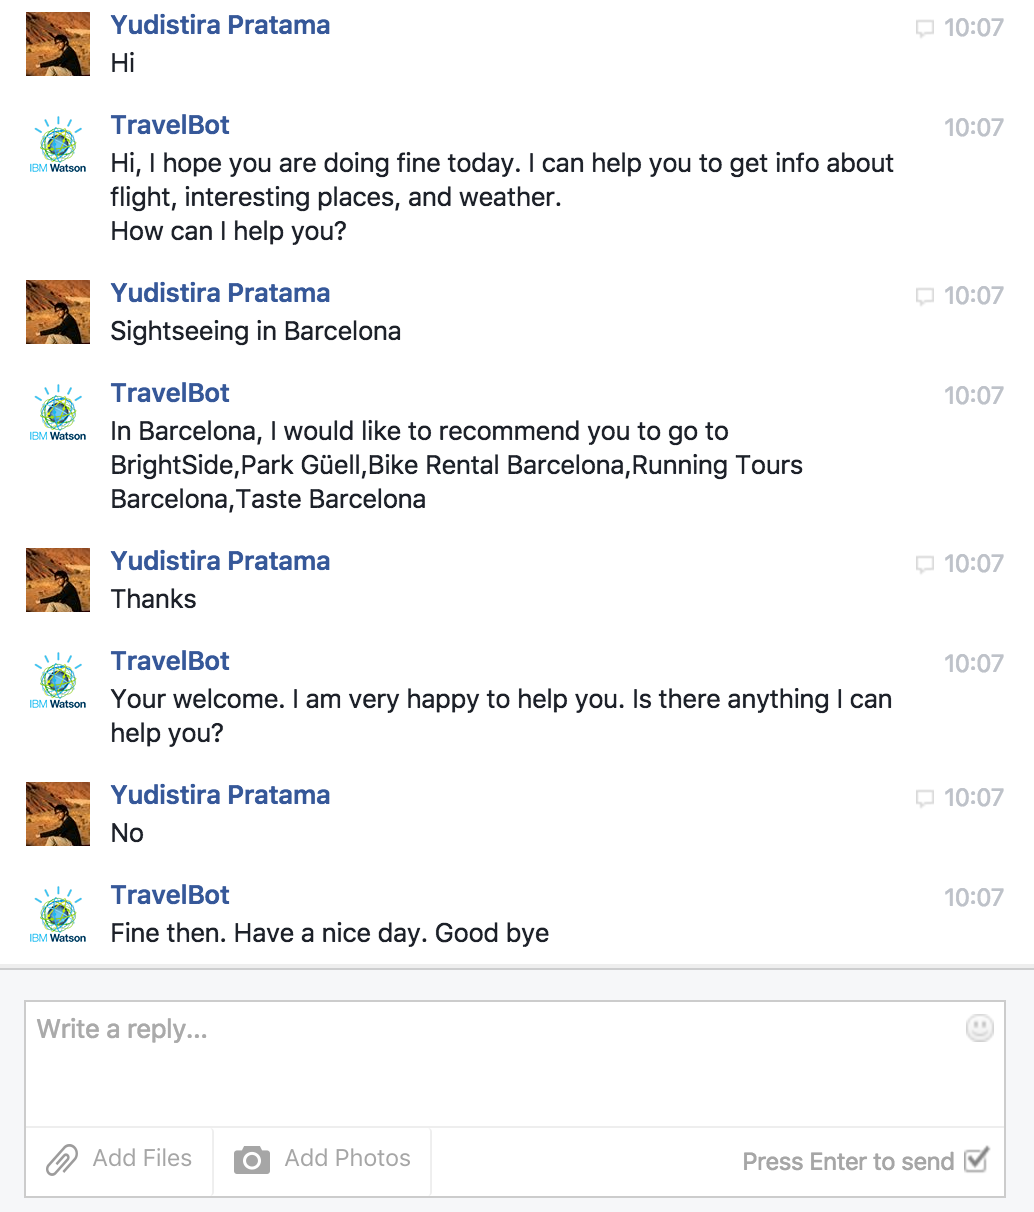 Yudistira Pratama 10:07
Hi
TravelBot 10:07
IBM Watson
Hi, I hope you are doing fine today. I can help you to get info about
flight, interesting places, and weather.
How can I help you?
Yudistira Pratama 10:07
Sightseeing in Barcelona
TravelBot 10:07
IBM Watson
In Barcelona, I would like to recommend you to go to
BrightSide,Park Güell,Bike Rental Barcelona,Running Tours
Barcelona,Taste Barcelona
Yudistira Pratama 10:07
Thanks
TravelBot 10:07
IBM Watson
Your welcome. I am very happy to help you. Is there anything I can
help you?
Yudistira Pratama 10:07
No
TravelBot 10:07
IBM Watson
Fine then. Have a nice day. Good bye
Write a reply...
Add Files Add Photos Press Enter to send